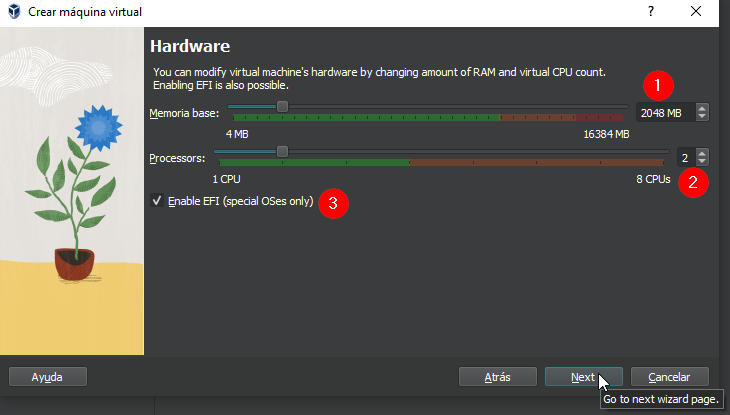 Crear máquina virtual
?
Hardware
You can modify virtual machine's hardware by changing amount of RAM and virtual CPU count.
Enabling EFI is also possible.
1
Memoria base:
2048 MB
4 MB
16384 MB
Processors:
2
1 CPU
8 CPUs
2
Enable EFI (special OSes only)
3
Ayuda
Atrás
Next
Cancelar
Go to next wizard page.